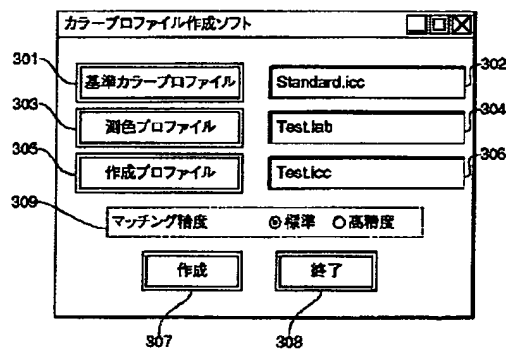 カラープロファイル作成ソフト
301
基準カラープロファイル
Standard.icc
302
303
測色プロファイル
Test.lab
304
305
作成プロファイル
Test.icc
306
309
マッチング精度 標準 高精度
作成
終了
307
308